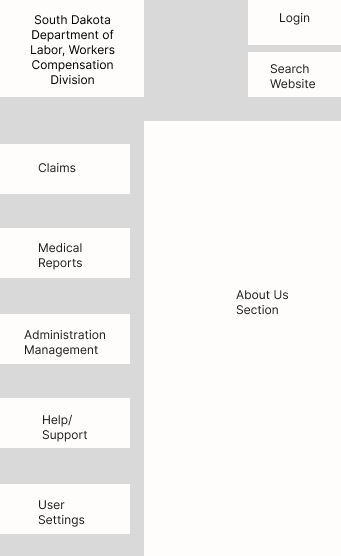 South Dakota
Department of
Labor, Workers
Compensation
Division
Login
Search
Website
Claims
Medical
Reports
Administration
Management
Help/
Support
User
Settings
About Us
Section